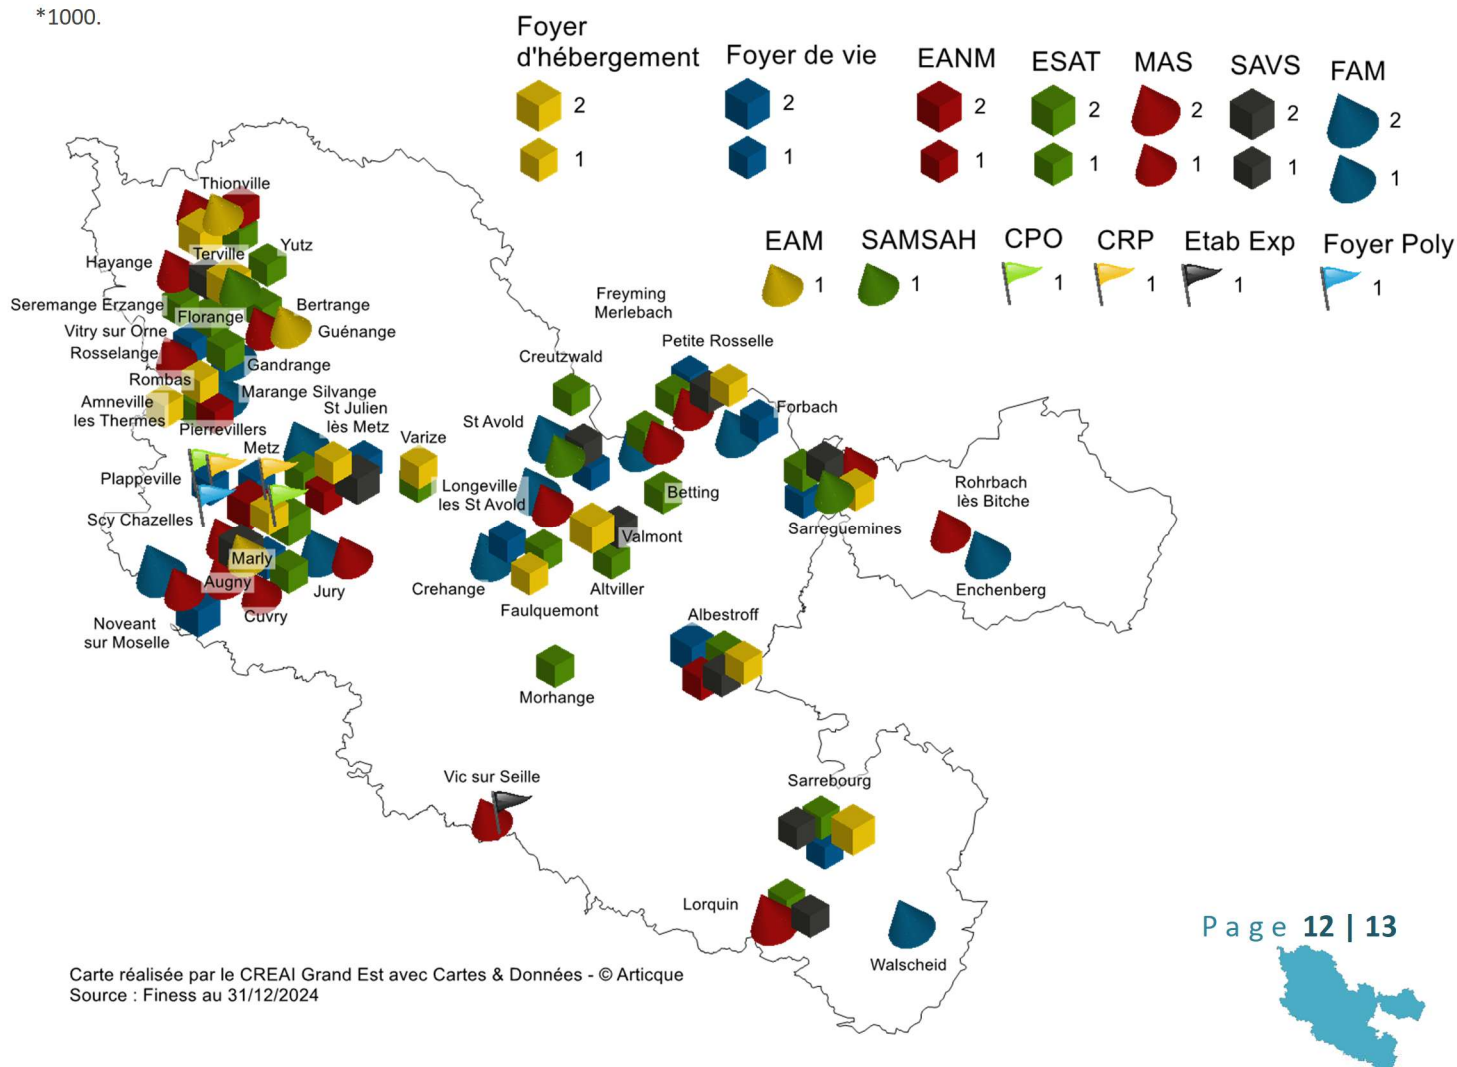 *1000.
Foyer
d'hébergement
2
1
Foyer de vie
2
1
EANM
2
1
ESAT
2
1
MAS
2
1
SAVS
2
1
FAM
2
1
EAM
1
SAMSAH
1
CPO
1
CRP
1
Etab Exp
1
Foyer Poly
1
Thionville
Terville
Yutz
Hayange
Seremange Erzange
Bertrange
Florange
Guénange
Vitry sur Orne
Rosselange
Gandrange
Rombas
Marange Silvange
Amneville
les Thermes
Pierrevillers
St Julien
lès Metz
Metz
Varize
Plappeville
Scy Chazelles
Marly
Augny
Jury
Cuvry
Noveant
sur Moselle
Freyming
Merlebach
Petite Rosselle
Creutzwald
Forbach
St Avold
Longeville
les St Avold
Betting
Valmont
Crehange
Altviller
Faulquemont
Sarreguemines
Rohrbach
lès Bitche
Enchenberg
Albestroff
Morhange
Vic sur Seille
Sarrebourg
Lorquin
Walscheid
Page 12 | 13
Carte réalisée par le CREAI Grand Est avec Cartes & Données - © Articque
Source : Finess au 31/12/2024